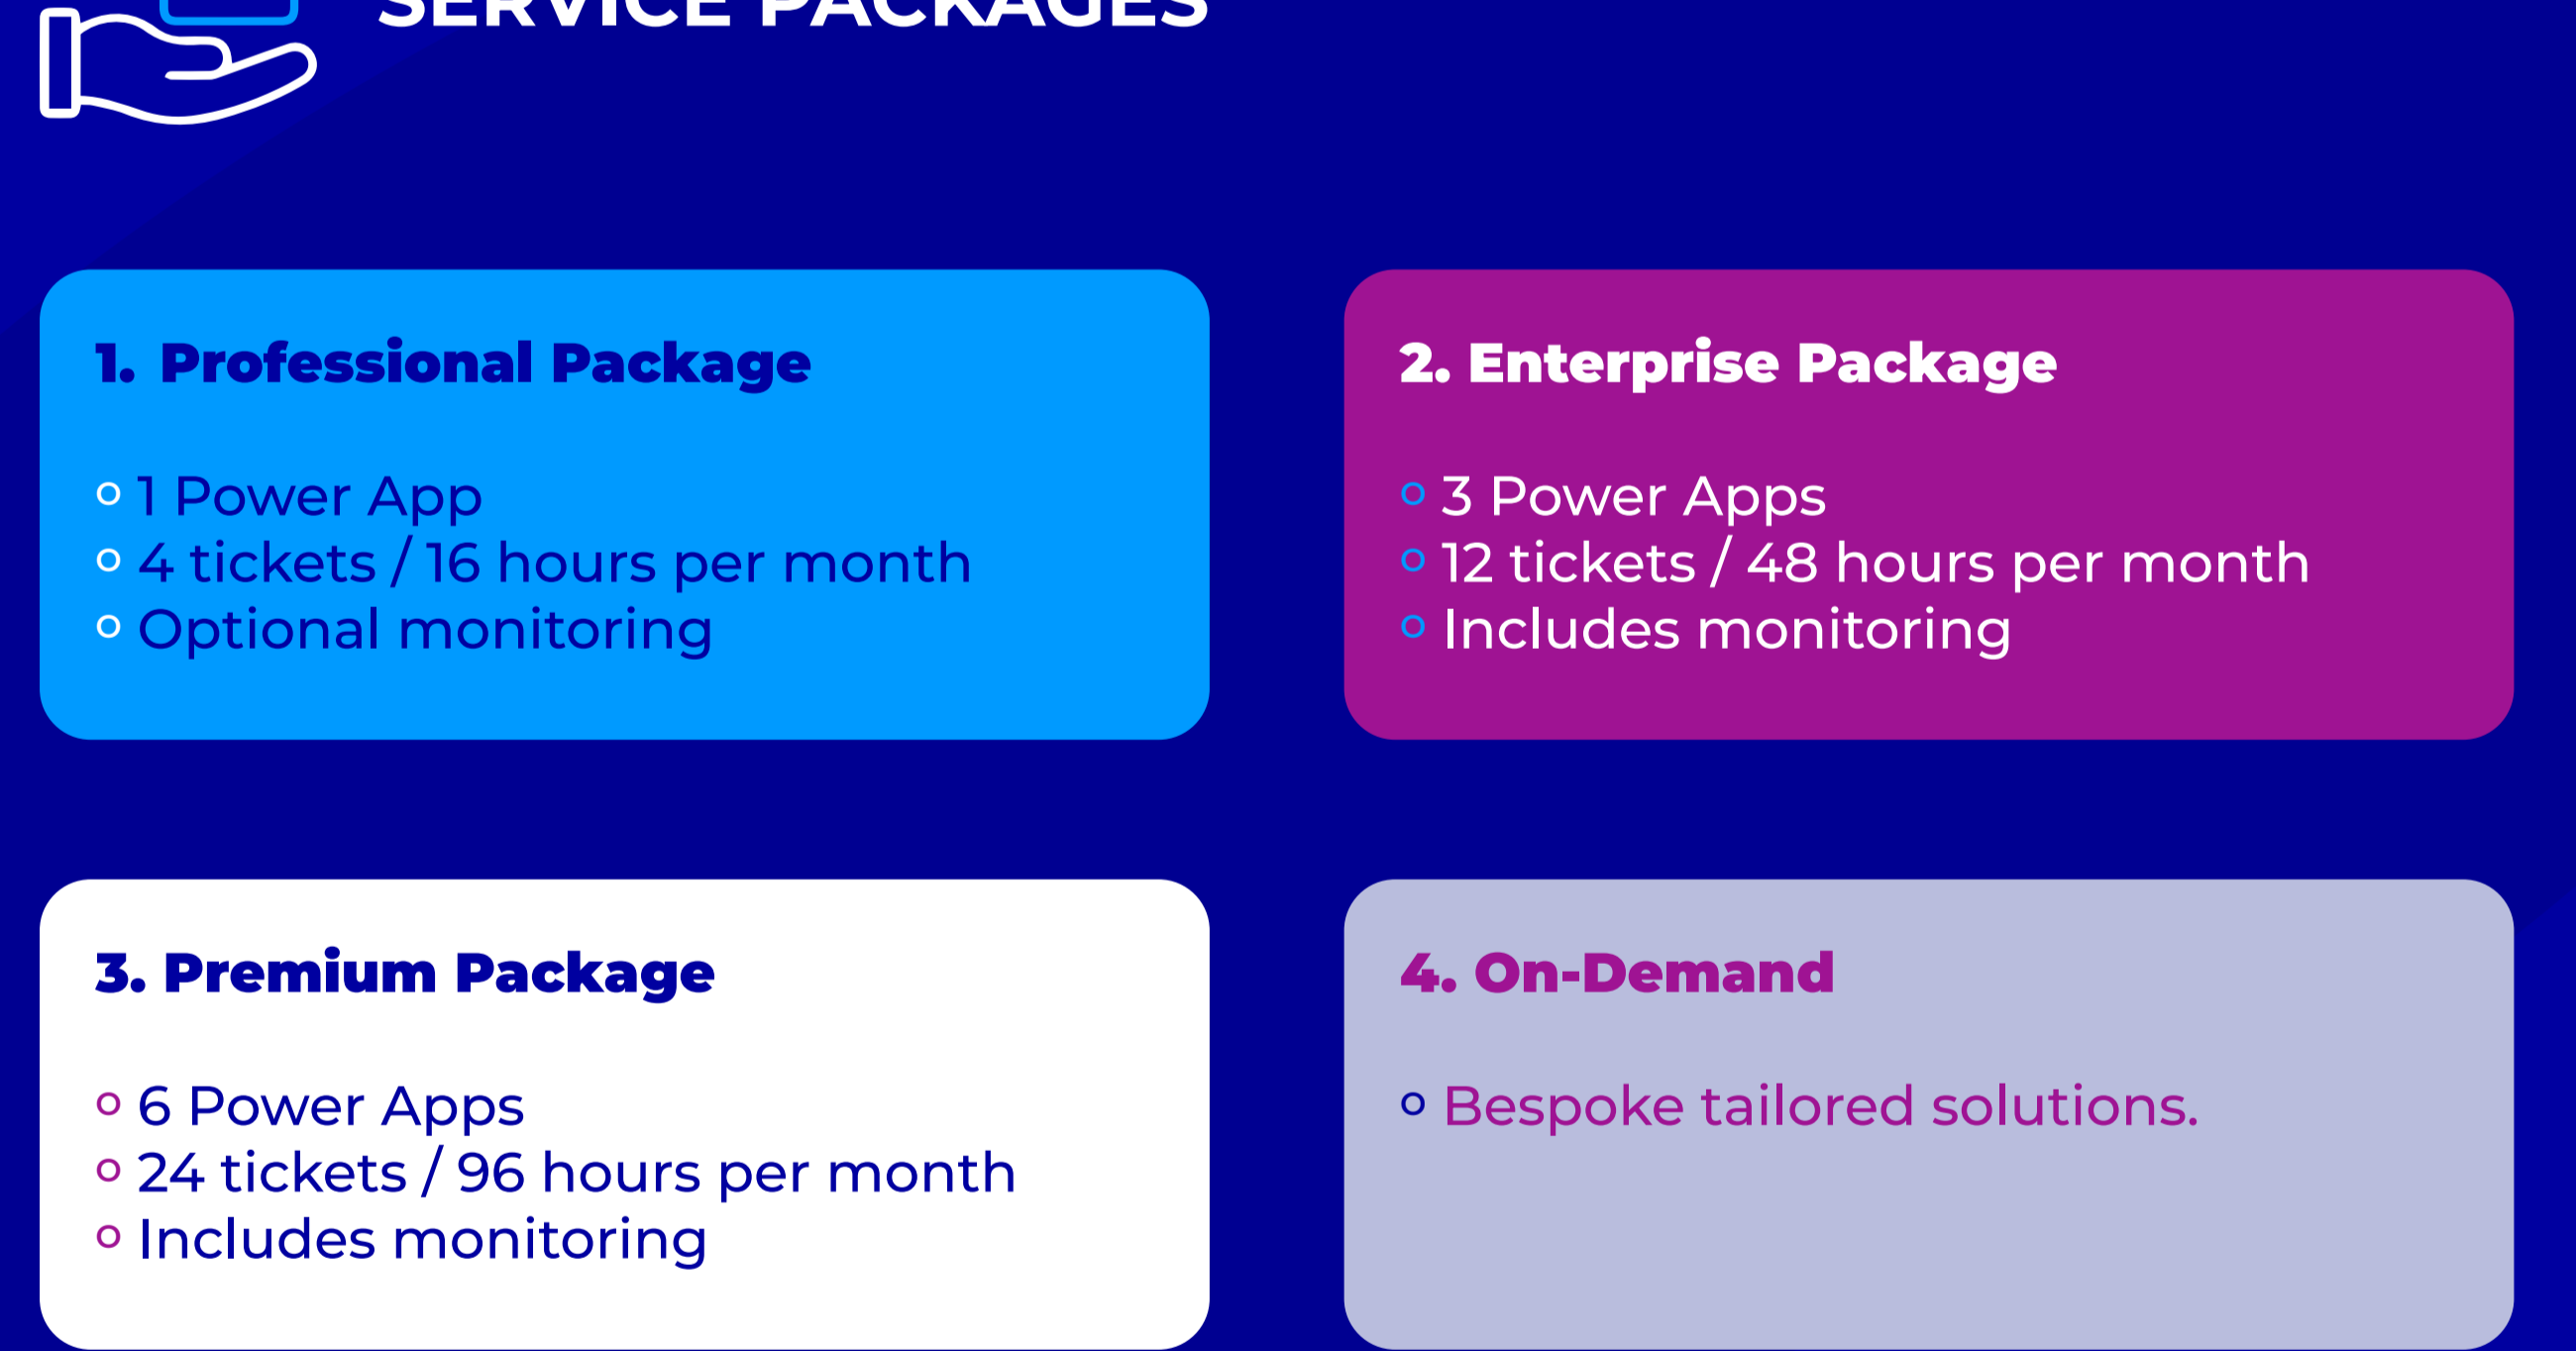 SERVICE PACKAGES
1. Professional Package
1 Power App
4 tickets / 16 hours per month
Optional monitoring
2. Enterprise Package
3 Power Apps
12 tickets / 48 hours per month
Includes monitoring
3. Premium Package
6 Power Apps
24 tickets / 96 hours per month
Includes monitoring
4. On-Demand
Bespoke tailored solutions.